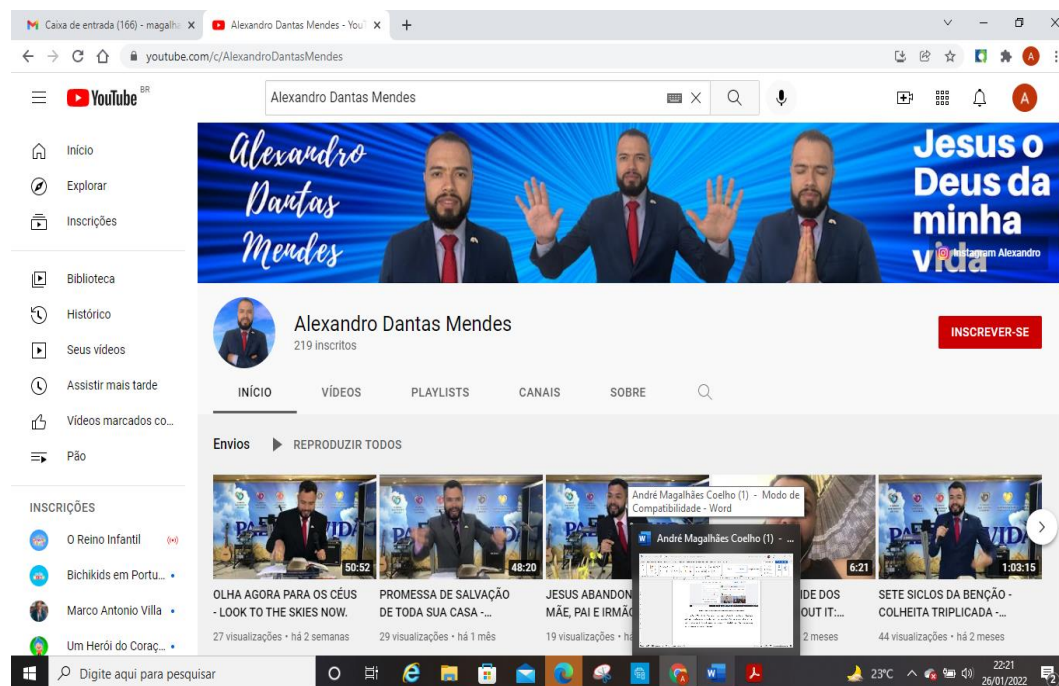 Caixa de entrada (166) - magalha
Alexandro Dantas Mendes - You
youtube.com/c/AlexandroDantasMendes
YouTube BR
Alexandro Dantas Mendes
A
Início
Explorar
Inscrições
Biblioteca
Histórico
Seus vídeos
Assistir mais tarde
Vídeos marcados co...
Pão
INSCRIÇÕES
O Reino Infantil
Bichikids em Portu...
Marco Antonio Villa
Um Herói do Coraç...
Alexandro
Dantas
Mendes
Jesus o
Deus da
minha
vida
Instagram Alexandro
Alexandro Dantas Mendes
219 inscritos
INSCREVER-SE
INÍCIO VÍDEOS PLAYLISTS CANAIS SOBRE
Envios REPRODUZIR TODOS
50:52
OLHA AGORA PARA OS CÉUS
- LOOK TO THE SKIES NOW.
27 visualizações • há 2 semanas
48:20
PROMESSA DE SALVAÇÃO
DE TODA SUA CASA -...
29 visualizações • há 1 mês
JESUS ABANDON
MÃE, PAI E IRMÃ
19 visualizações • h
6:21
IDE DOS
OUT IT:...
2 meses
1:03:15
SETE SICLOS DA BENÇÃO -
COLHEITA TRIPLICADA -...
44 visualizações • há 2 meses
André Magalhães Coelho (1) - Modo de
Compatibilidade - Word
André Magalhães Coelho (1) - ...
Digite aqui para pesquisar
23°C
22:21
26/01/2022